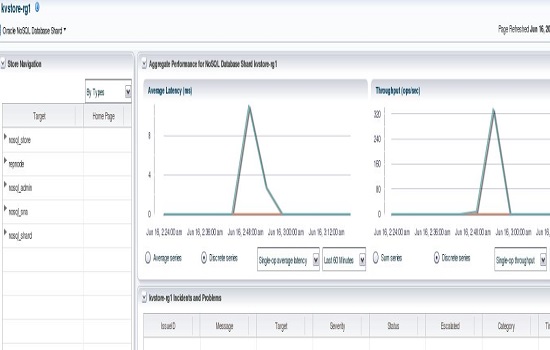 kvstore-rg1
Oracle NoSQL Database Shard
Page Refreshed Jun 16, 20
Store Navigation
By Types
Target Home Page
nosql_store
repnode
nosql_admin
nosql_sns
nosql_shard
Aggregate Performance for NoSQL Database Shard kvstore-rg1
Average Latency (ms)
8
4
0
Jun 16, 2:24:00 am Jun 16, 2:36:00 am Jun 16, 2:48:00 am Jun 16, 3:00:00 am Jun 16, 3:12:00 am
Average series Discrete series Single-op average latency Last 60 Minutes
Throughput (ops/sec)
320
240
160
80
0
Jun 16, 2:24:00 am Jun 16, 2:36:00 am Jun 16, 2:48:00 am Jun 16, 3:00:00 am Jun
Sum series Discrete series Single-op throughput
kvstore-rg1 Incidents and Problems
IssueID Message Target Severity Status Escalated Category